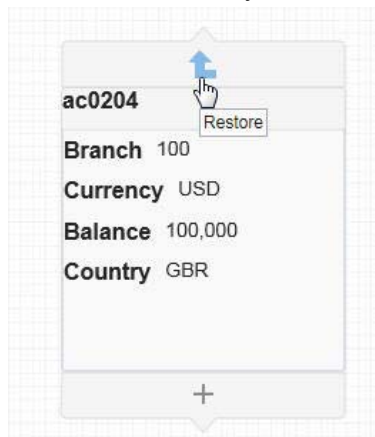 ac0204
Restore
Branch 100
Currency USD
Balance 100,000
Country GBR